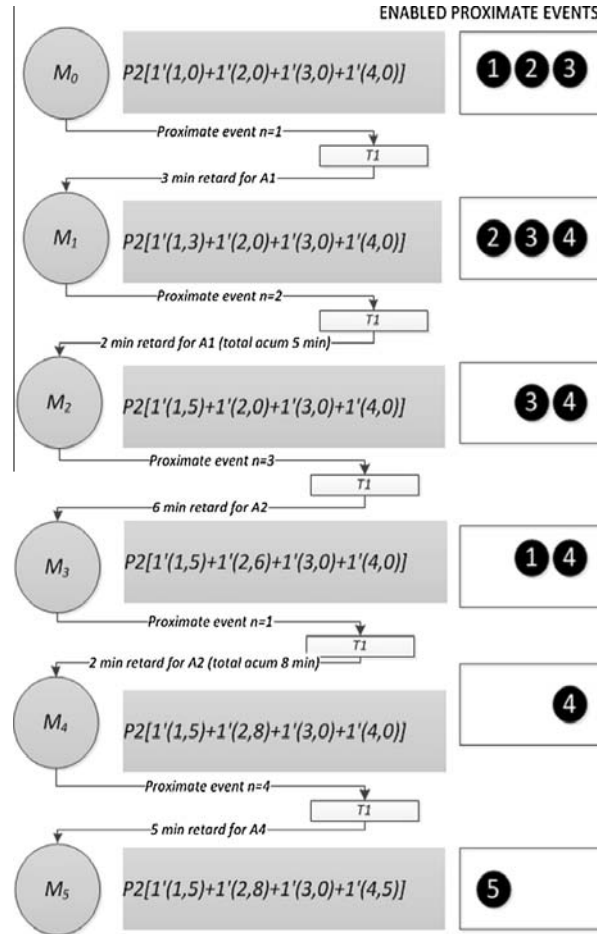 ENABLED PROXIMATE EVENTS
M0 P2[1'(1,0)+1'(2,0)+1'(3,0)+1'(4,0)] 1 2 3
Proximate event n=1
T1
3 min retard for A1
M1 P2[1'(1,3)+1'(2,0)+1'(3,0)+1'(4,0)] 2 3 4
Proximate event n=2
T1
2 min retard for A1 (total acum 5 min)
M2 P2[1'(1,5)+1'(2,0)+1'(3,0)+1'(4,0)] 3 4
Proximate event n=3
T1
6 min retard for A2
M3 P2[1'(1,5)+1'(2,6)+1'(3,0)+1'(4,0)] 1 4
Proximate event n=1
T1
2 min retard for A2 (total acum 8 min)
M4 P2[1'(1,5)+1'(2,8)+1'(3,0)+1'(4,0)] 4
Proximate event n=4
T1
5 min retard for A4
M5 P2[1'(1,5)+1'(2,8)+1'(3,0)+1'(4,5)] 5